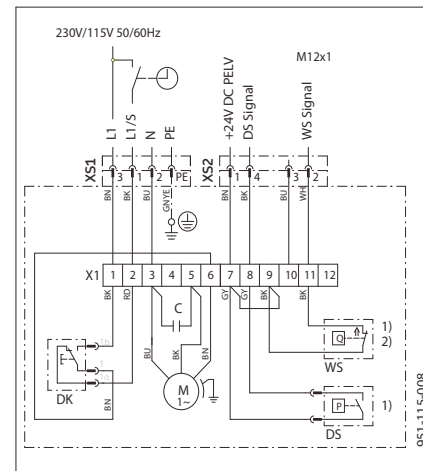 230V/115V 50/60Hz
M12x1
L1
L1/S
N
PE
+24V DC PELV
DS Signal
WS Signal
XS1
3 1 2 PE
XS2
1 4 3 2
BN BK BU GNYE BN BK BU WH
X1 1 2 3 4 5 6 7 8 9 10 11 12
BK RD GY GY BK BK
C
BU BK BN
1)
2)
Q
WS
M
1~
DK
BN
P
1)
DS
951-115-008